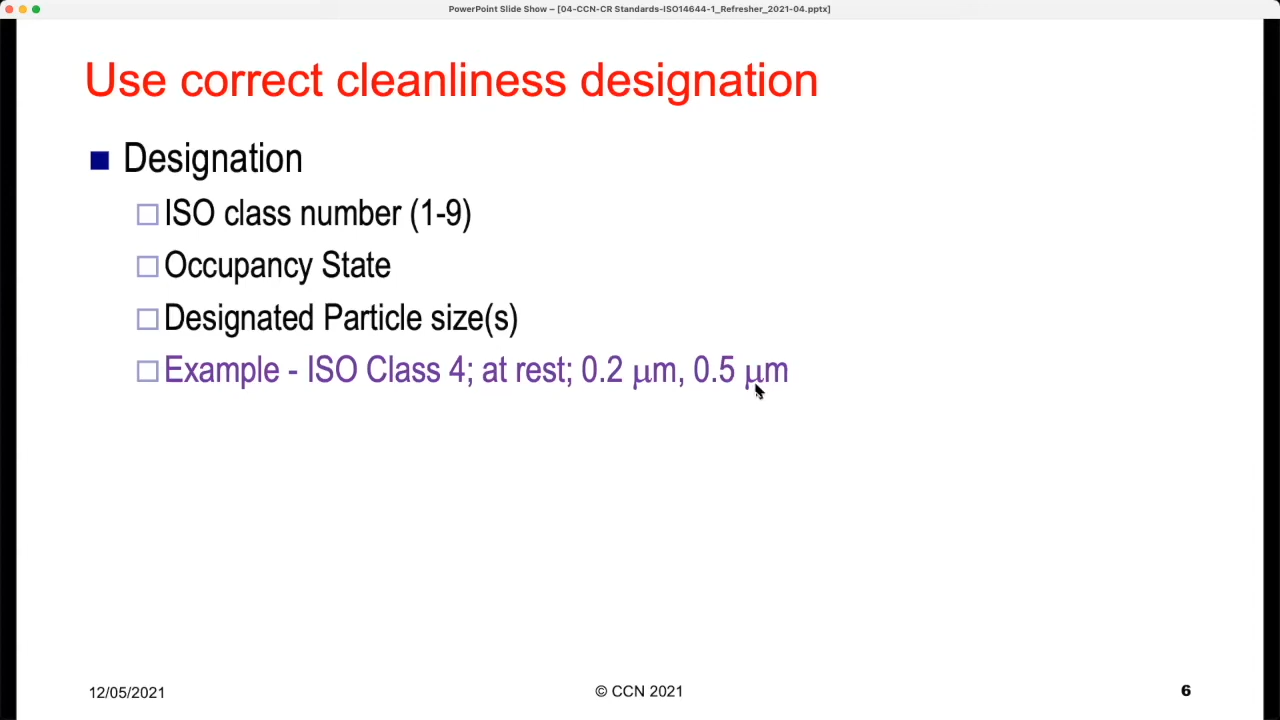 PowerPoint Slide Show – [04-CCN-CR Standards-ISO14644-1_Refresher_2021-04.pptx]
Use correct cleanliness designation
Designation
ISO class number (1-9)
Occupancy State
Designated Particle size(s)
Example - ISO Class 4; at rest; 0.2 μm, 0.5 μm
12/05/2021
© CCN 2021
6